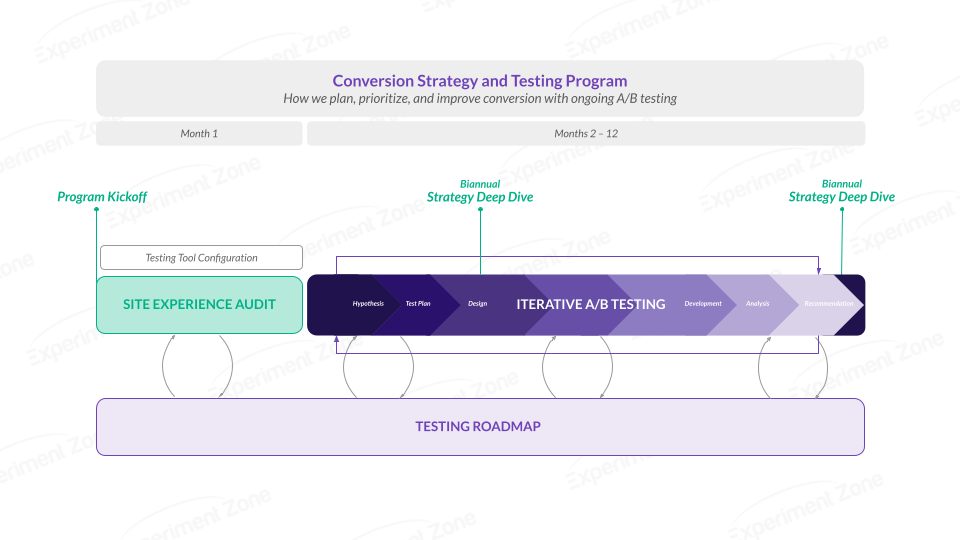 Conversion Strategy and Testing Program
How we plan, prioritize, and improve conversion with ongoing A/B testing
Month 1
Months 2 – 12
Program Kickoff
Biannual
Strategy Deep Dive
Biannual
Strategy Deep Dive
Testing Tool Configuration
SITE EXPERIENCE AUDIT
Hypothesis
Test Plan
Design
ITERATIVE A/B TESTING
Development
Analysis
Recommendation
TESTING ROADMAP
Experiment Zone